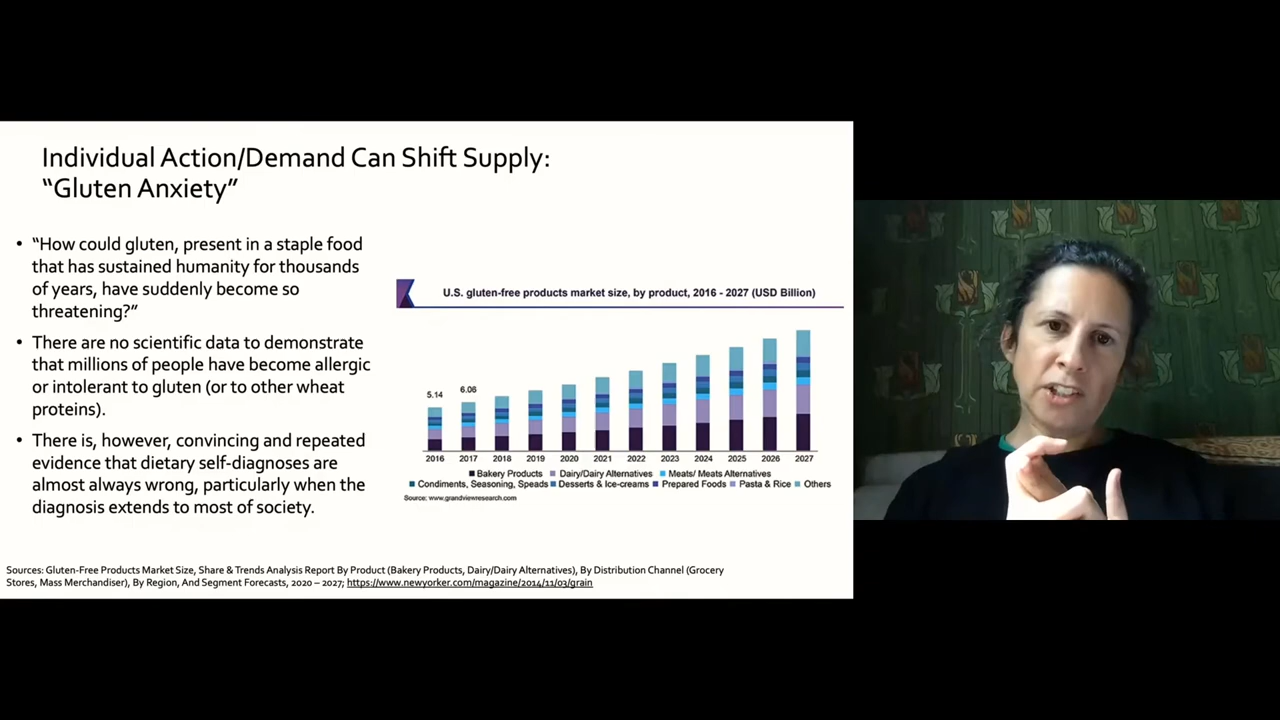 Individual Action/Demand Can Shift Supply:
“Gluten Anxiety”
• “How could gluten, present in a staple food
that has sustained humanity for thousands
of years, have suddenly become so
threatening?”
• There are no scientific data to demonstrate
that millions of people have become allergic
or intolerant to gluten (or to other wheat
proteins).
• There is, however, convincing and repeated
evidence that dietary self-diagnoses are
almost always wrong, particularly when the
diagnosis extends to most of society.
U.S. gluten-free products market size, by product, 2016 - 2027 (USD Billion)
5.14
6.06
2016 2017 2018 2019 2020 2021 2022 2023 2024 2025 2026 2027
Bakery Products Dairy/Dairy Alternatives Meats/ Meats Alternatives
Condiments, Seasoning, Speads Desserts & Ice-creams Prepared Foods Pasta & Rice Others
Source: www.grandviewresearch.com
Sources: Gluten-Free Products Market Size, Share & Trends Analysis Report By Product (Bakery Products, Dairy/Dairy Alternatives), By Distribution Channel (Grocery
Stores, Mass Merchandiser), By Region, And Segment Forecasts, 2020 – 2027; https://www.newyorker.com/magazine/2014/11/03/grain